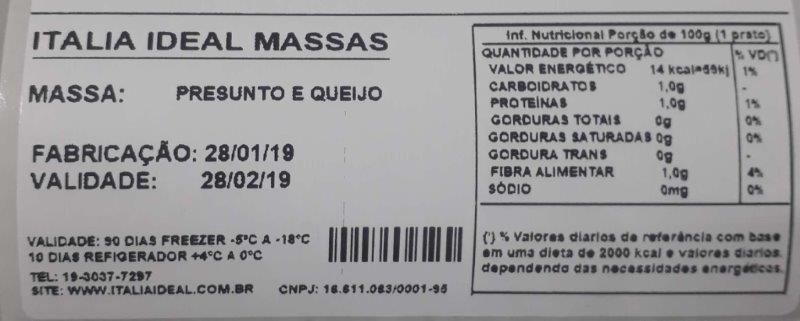 ITALIA IDEAL MASSAS
MASSA: PRESUNTO E QUEIJO
FABRICAÇÃO: 28/01/19
VALIDADE: 28/02/19
VALIDADE: 90 DIAS FREEZER -5°C A -18°C
10 DIAS REFIGERADOR +4°C A 0°C
TEL: 19-3037-7297
SITE: WWW.ITALIAIDEAL.COM.BR CNPJ: 16.611.063/0001-95
Inf. Nutricional Porção de 100g (1 prato)
QUANTIDADE POR PORÇÃO % VD(*)
VALOR ENERGÉTICO 14 kcal=59kj 1%
CARBOIDRATOS 1,0g -
PROTEÍNAS 1,0g 1%
GORDURAS TOTAIS 0g 0%
GORDURAS SATURADAS 0g 0%
GORDURA TRANS 0g -
FIBRA ALIMENTAR 1,0g 4%
SÓDIO 0mg 0%
(*) % Valores diarios de referância com base
em uma dieta de 2000 kcal e valores diarios
dependendo das necessidades energéticas.